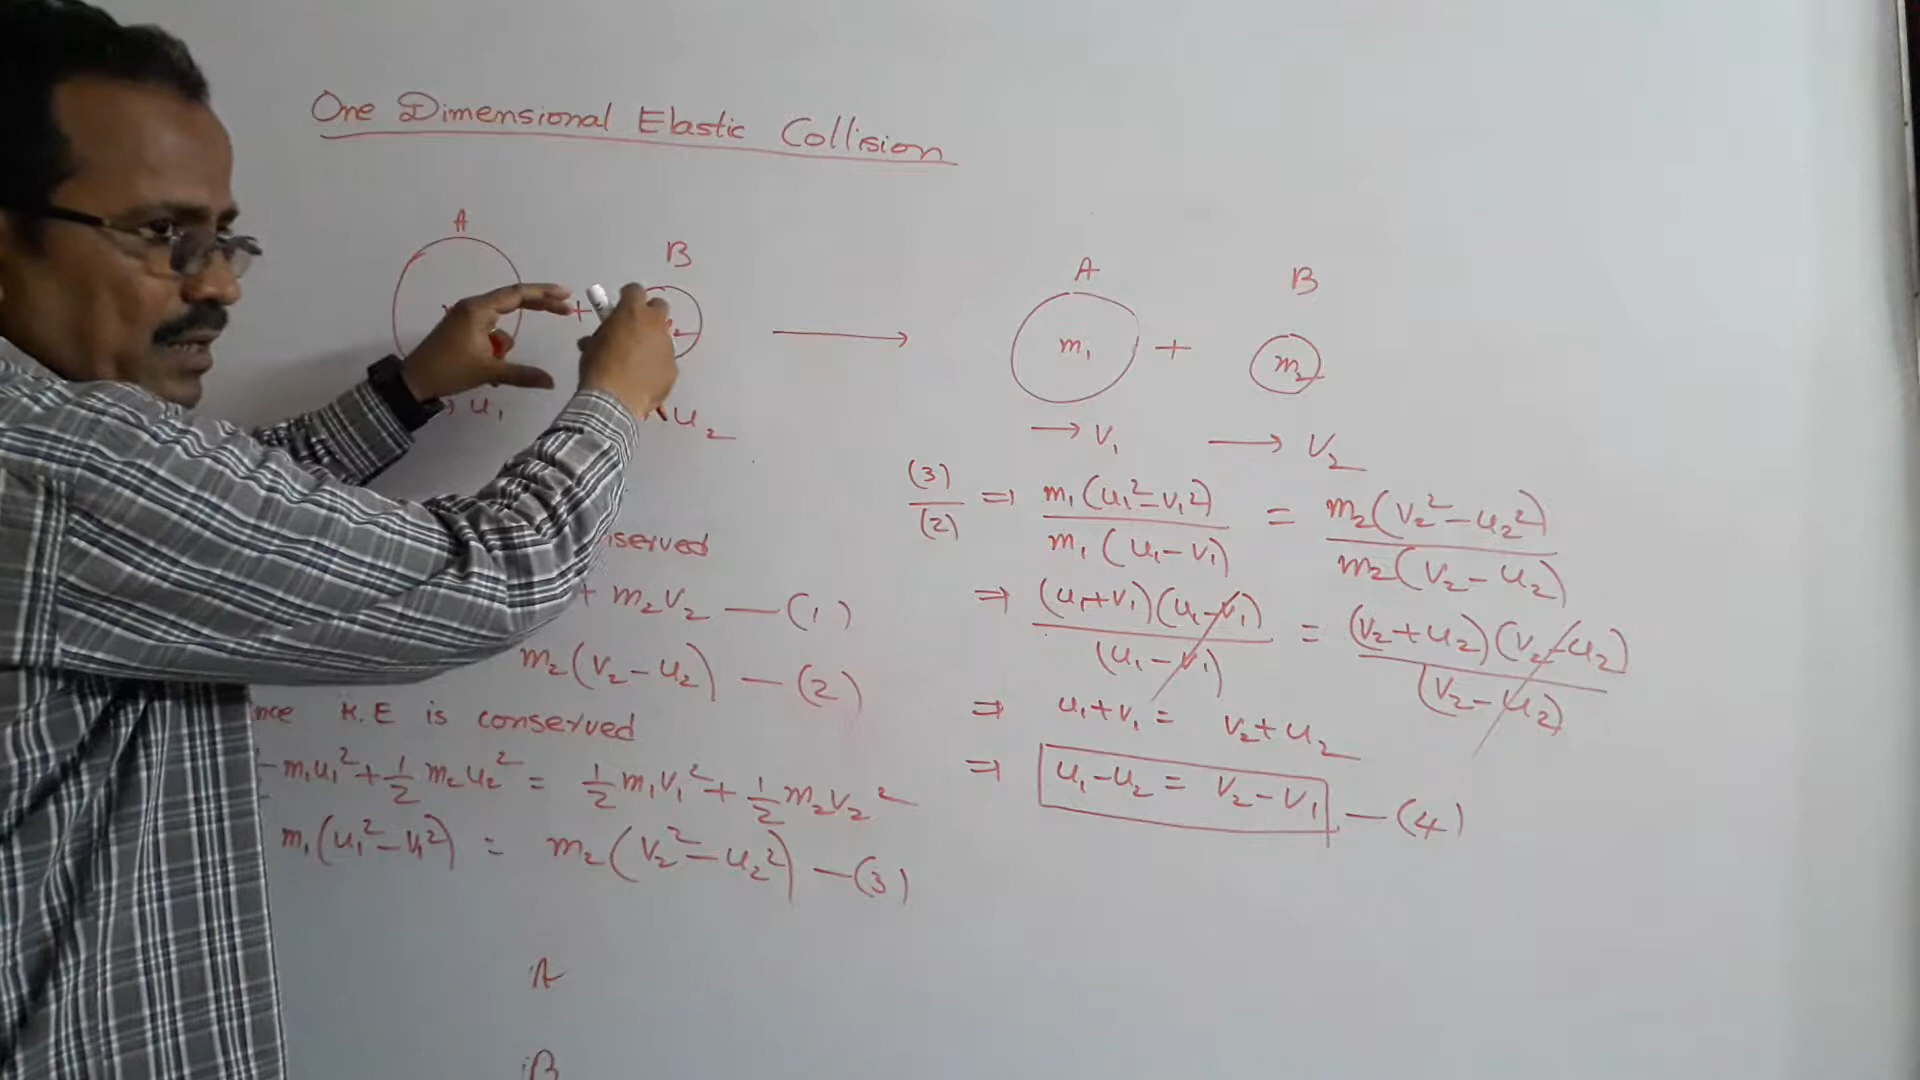 One Dimensional Elastic Collision
A
B
+
→ u₁
u₂
A
B
m₁ + m₂
→ v₁ → v₂
+ m₂v₂ — (1)
m₂(v₂ - u₂) — (2)
K.E is conserved
m₁u₁² + 1/2 m₂u₂² = 1/2 m₁v₁² + 1/2 m₂v₂²
m₁(u₁² - v₁²) = m₂(v₂² - u₂²) — (3)
A
B
(3)/(2) ⇒ m₁(u₁² - v₁²)/m₁(u₁ - v₁) = m₂(v₂² - u₂²)/m₂(v₂ - u₂)
⇒ (u₁+v₁)(u₁-v₁)/(u₁-v₁) = (v₂+u₂)(v₂-u₂)/(v₂-u₂)
⇒ u₁+v₁ = v₂+u₂
⇒ u₁-u₂ = v₂-v₁ — (4)